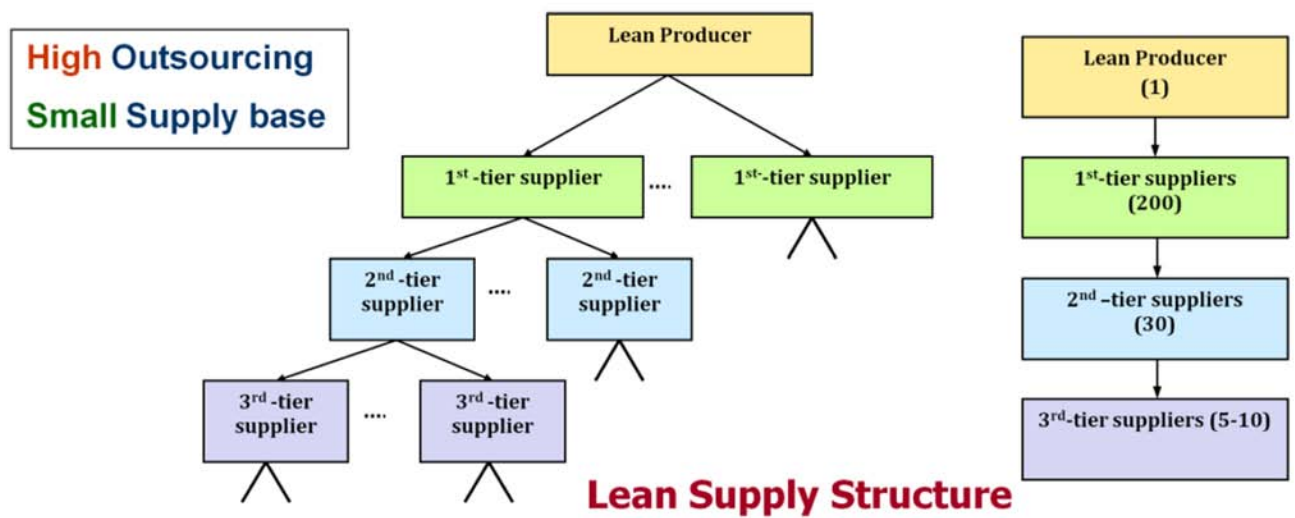 High Outsourcing
Small Supply base
Lean Producer
1st -tier supplier
....
1st--tier supplier
2nd -tier
supplier
....
2nd -tier
supplier
3rd -tier
supplier
....
3rd -tier
supplier
Lean Producer
(1)
1st-tier suppliers
(200)
2nd –tier suppliers
(30)
3rd-tier suppliers (5-10)
Lean Supply Structure